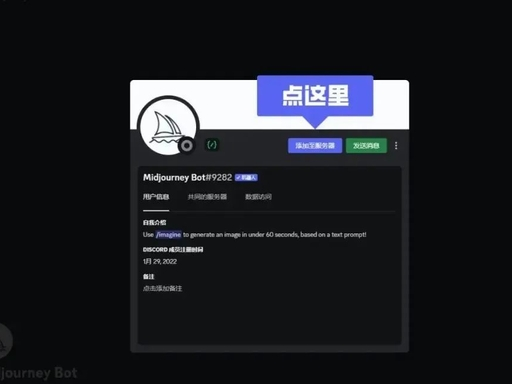 点这里
添加至服务器
发送消息
Midjourney Bot#9282 ✓机器人
用户信息 共同的服务器 数据访问
自我介绍
Use /imagine to generate an image in under 60 seconds, based on a text prompt!
DISCORD 成员注册时间
1月 29, 2022
备注
点击添加备注
djourney Bot